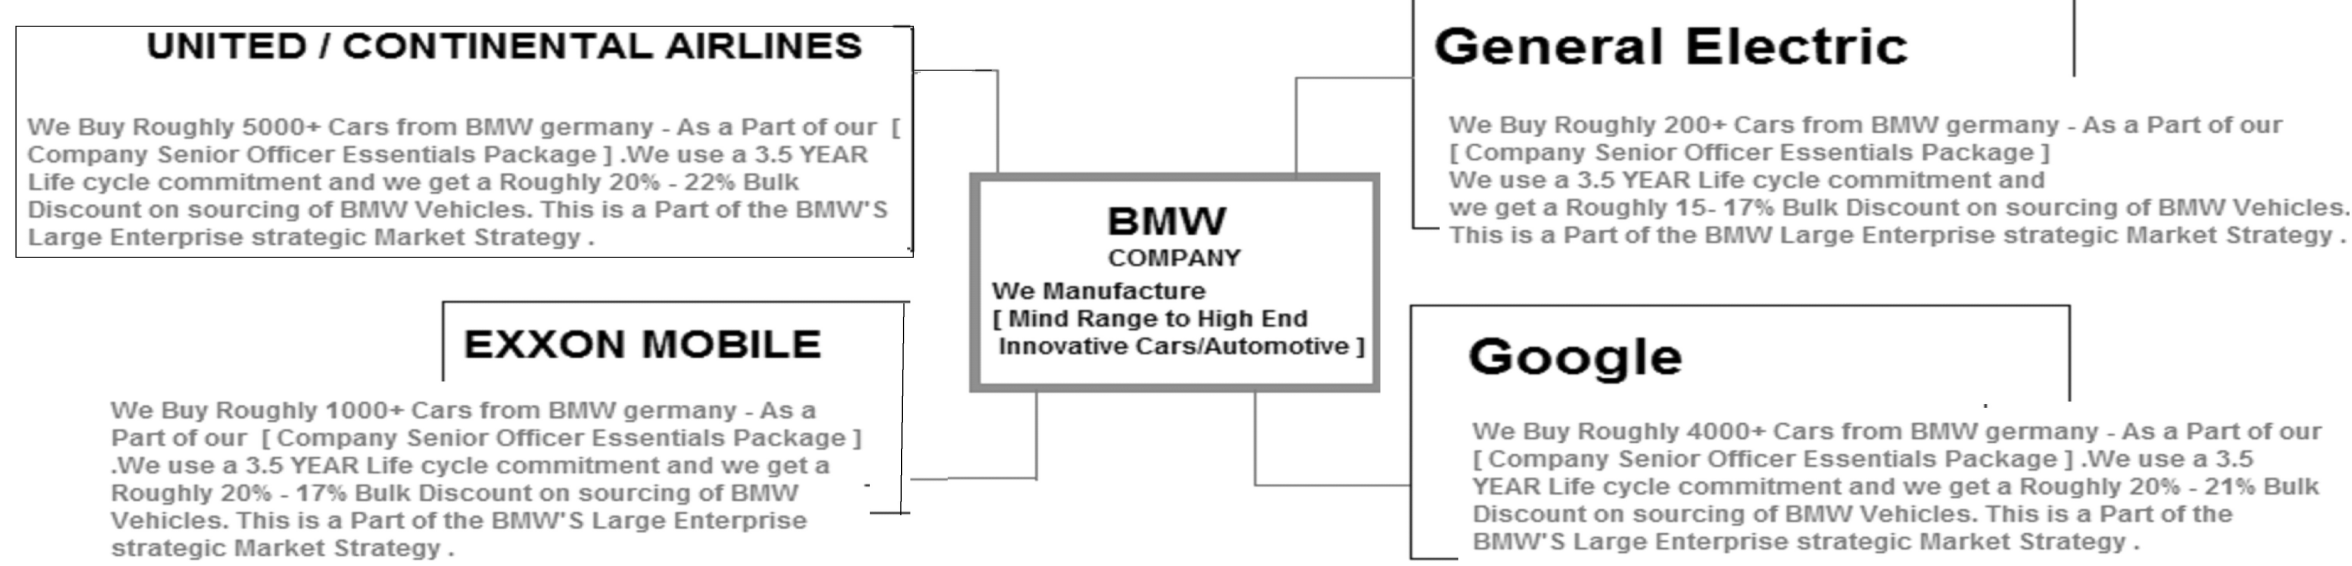 UNITED / CONTINENTAL AIRLINES
We Buy Roughly 5000+ Cars from BMW germany - As a Part of our [
Company Senior Officer Essentials Package ] .We use a 3.5 YEAR
Life cycle commitment and we get a Roughly 20% - 22% Bulk
Discount on sourcing of BMW Vehicles. This is a Part of the BMW'S
Large Enterprise strategic Market Strategy .
General Electric
We Buy Roughly 200+ Cars from BMW germany - As a Part of our
[ Company Senior Officer Essentials Package ]
We use a 3.5 YEAR Life cycle commitment and
we get a Roughly 15- 17% Bulk Discount on sourcing of BMW Vehicles.
This is a Part of the BMW Large Enterprise strategic Market Strategy .
BMW
COMPANY
We Manufacture
[ Mind Range to High End
Innovative Cars/Automotive ]
EXXON MOBILE
We Buy Roughly 1000+ Cars from BMW germany - As a
Part of our [ Company Senior Officer Essentials Package ]
.We use a 3.5 YEAR Life cycle commitment and we get a
Roughly 20% - 17% Bulk Discount on sourcing of BMW
Vehicles. This is a Part of the BMW'S Large Enterprise
strategic Market Strategy .
Google
We Buy Roughly 4000+ Cars from BMW germany - As a Part of our
[ Company Senior Officer Essentials Package ] .We use a 3.5
YEAR Life cycle commitment and we get a Roughly 20% - 21% Bulk
Discount on sourcing of BMW Vehicles. This is a Part of the
BMW'S Large Enterprise strategic Market Strategy .